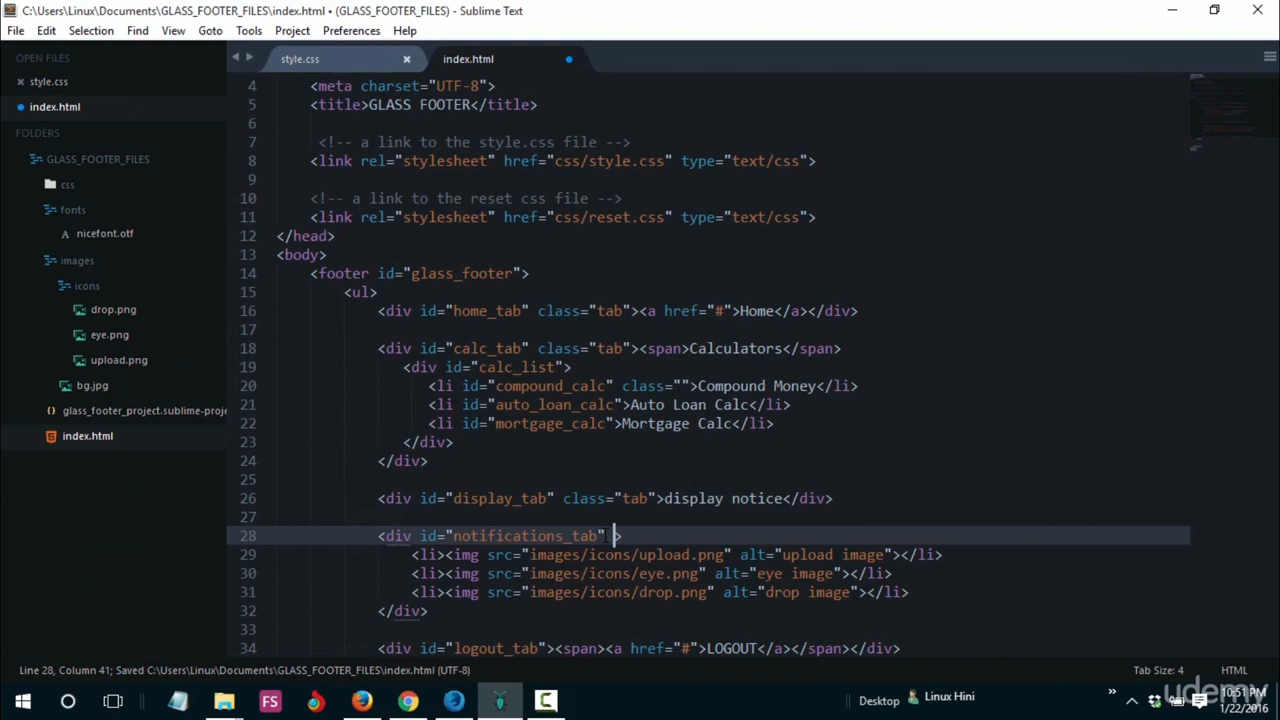 C:\Users\Linux\Documents\GLASS_FOOTER_FILES\index.html • (GLASS_FOOTER_FILES) - Sublime Text
File Edit Selection Find View Goto Tools Project Preferences Help
OPEN FILES
style.css
index.html
FOLDERS
GLASS_FOOTER_FILES
css
fonts
nicefont.otf
images
icons
drop.png
eye.png
upload.png
bg.jpg
glass_footer_project.sublime-proje
index.html
style.css index.html
4 <meta charset="UTF-8">
5 <title>GLASS FOOTER</title>
6
7 <!-- a link to the style.css file -->
8 <link rel="stylesheet" href="css/style.css" type="text/css">
9
10 <!-- a link to the reset css file -->
11 <link rel="stylesheet" href="css/reset.css" type="text/css">
12 </head>
13 <body>
14 <footer id="glass_footer">
15 <ul>
16 <div id="home_tab" class="tab"><a href="#">Home</a></div>
17
18 <div id="calc_tab" class="tab"><span>Calculators</span>
19 <div id="calc_list">
20 <li id="compound_calc" class="">Compound Money</li>
21 <li id="auto_loan_calc">Auto Loan Calc</li>
22 <li id="mortgage_calc">Mortgage Calc</li>
23 </div>
24 </div>
25
26 <div id="display_tab" class="tab">display notice</div>
27
28 <div id="notifications_tab" >
29 <li><img src="images/icons/upload.png" alt="upload image"></li>
30 <li><img src="images/icons/eye.png" alt="eye image"></li>
31 <li><img src="images/icons/drop.png" alt="drop image"></li>
32 </div>
33
34 <div id="logout_tab"><span><a href="#">LOGOUT</a></span></div>
Line 28, Column 41; Saved C:\Users\Linux\Documents\GLASS_FOOTER_FILES\index.html (UTF-8) Tab Size: 4 HTML
FS Desktop » Linux Hini 10:51 PM
1/22/2016
udemy